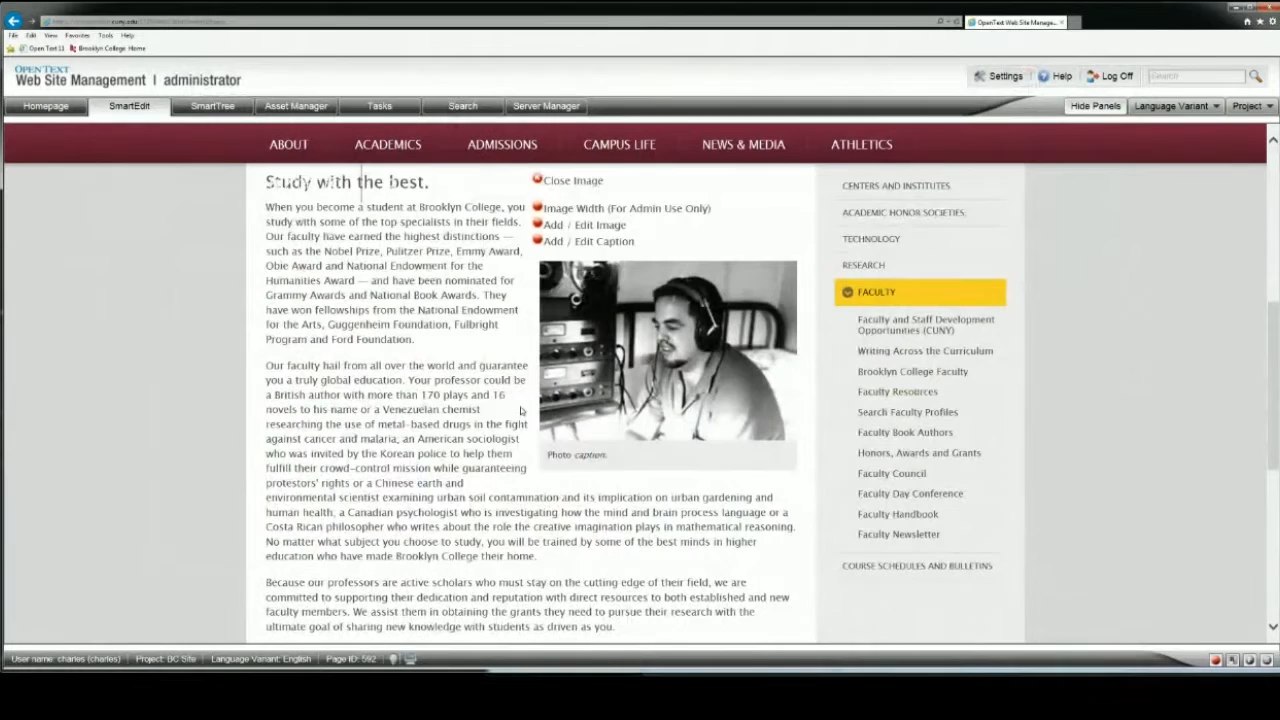 OpenText Web Site Manage...
File Edit View Favorites Tools Help
Open Text 11 Brooklyn College Home
OPENTEXT
Web Site Management | administrator
Settings Help Log Off Search
Homepage SmartEdit SmartTree Asset Manager Tasks Search Server Manager Hide Panels Language Variant Project
ABOUT ACADEMICS ADMISSIONS CAMPUS LIFE NEWS & MEDIA ATHLETICS
Study with the best.
When you become a student at Brooklyn College, you
study with some of the top specialists in their fields.
Our faculty have earned the highest distinctions —
such as the Nobel Prize, Pulitzer Prize, Emmy Award,
Obie Award and National Endowment for the
Humanities Award — and have been nominated for
Grammy Awards and National Book Awards. They
have won fellowships from the National Endowment
for the Arts, Guggenheim Foundation, Fulbright
Program and Ford Foundation.
Our faculty hail from all over the world and guarantee
you a truly global education. Your professor could be
a British author with more than 170 plays and 16
novels to his name or a Venezuelan chemist
researching the use of metal-based drugs in the fight
against cancer and malaria, an American sociologist
who was invited by the Korean police to help them
fulfill their crowd-control mission while guaranteeing
protestors' rights or a Chinese earth and
environmental scientist examining urban soil contamination and its implication on urban gardening and
human health, a Canadian psychologist who is investigating how the mind and brain process language or a
Costa Rican philosopher who writes about the role the creative imagination plays in mathematical reasoning.
No matter what subject you choose to study, you will be trained by some of the best minds in higher
education who have made Brooklyn College their home.
Because our professors are active scholars who must stay on the cutting edge of their field, we are
committed to supporting their dedication and reputation with direct resources to both established and new
faculty members. We assist them in obtaining the grants they need to pursue their research with the
ultimate goal of sharing new knowledge with students as driven as you.
Close Image
Image Width (For Admin Use Only)
Add / Edit Image
Add / Edit Caption
Photo caption.
CENTERS AND INSTITUTES
ACADEMIC HONOR SOCIETIES
TECHNOLOGY
RESEARCH
FACULTY
Faculty and Staff Development
Opportunities (CUNY)
Writing Across the Curriculum
Brooklyn College Faculty
Faculty Resources
Search Faculty Profiles
Faculty Book Authors
Honors, Awards and Grants
Faculty Council
Faculty Day Conference
Faculty Handbook
Faculty Newsletter
COURSE SCHEDULES AND BULLETINS
User name: charles (charles) Project: BC Site Language Variant: English Page ID: 592